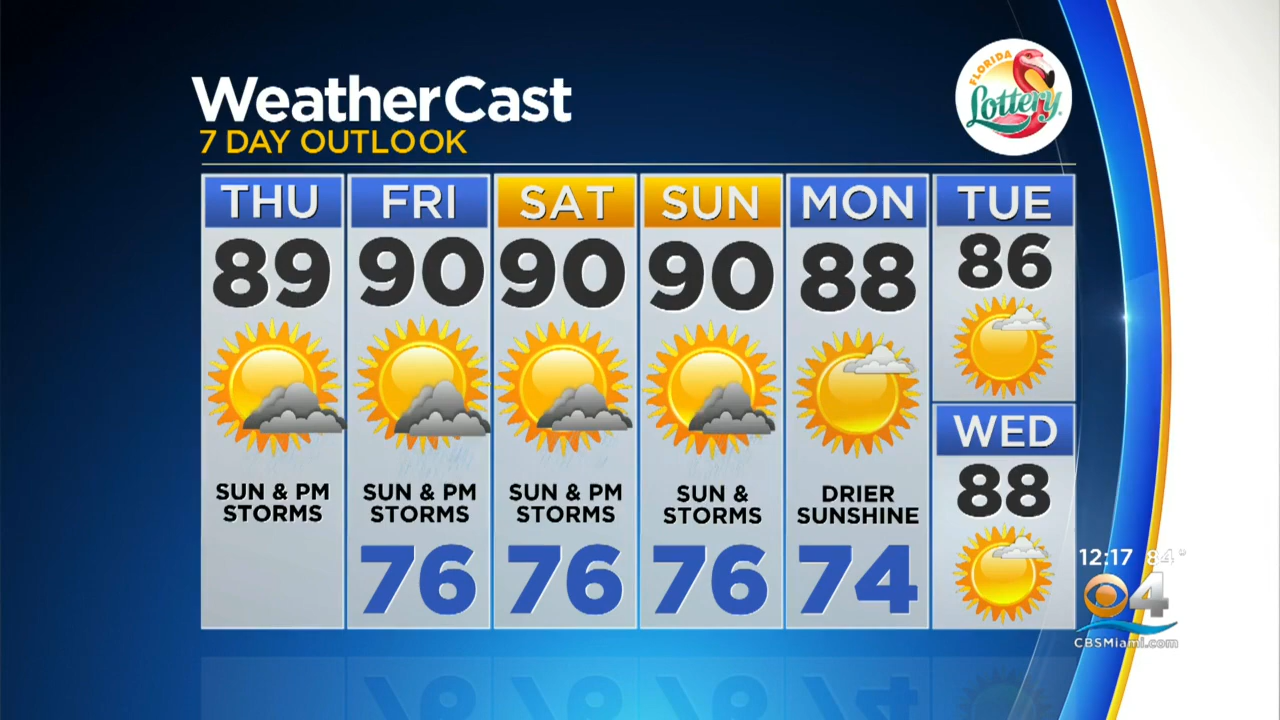 WeatherCast
7 DAY OUTLOOK
FLORIDA
Lottery
THU
89
SUN & PM
STORMS
FRI
90
SUN & PM
STORMS
76
SAT
90
SUN & PM
STORMS
76
SUN
90
SUN &
STORMS
76
MON
88
DRIER
SUNSHINE
74
TUE
86
WED
88
12:17 84°
4
CBSMiami.com